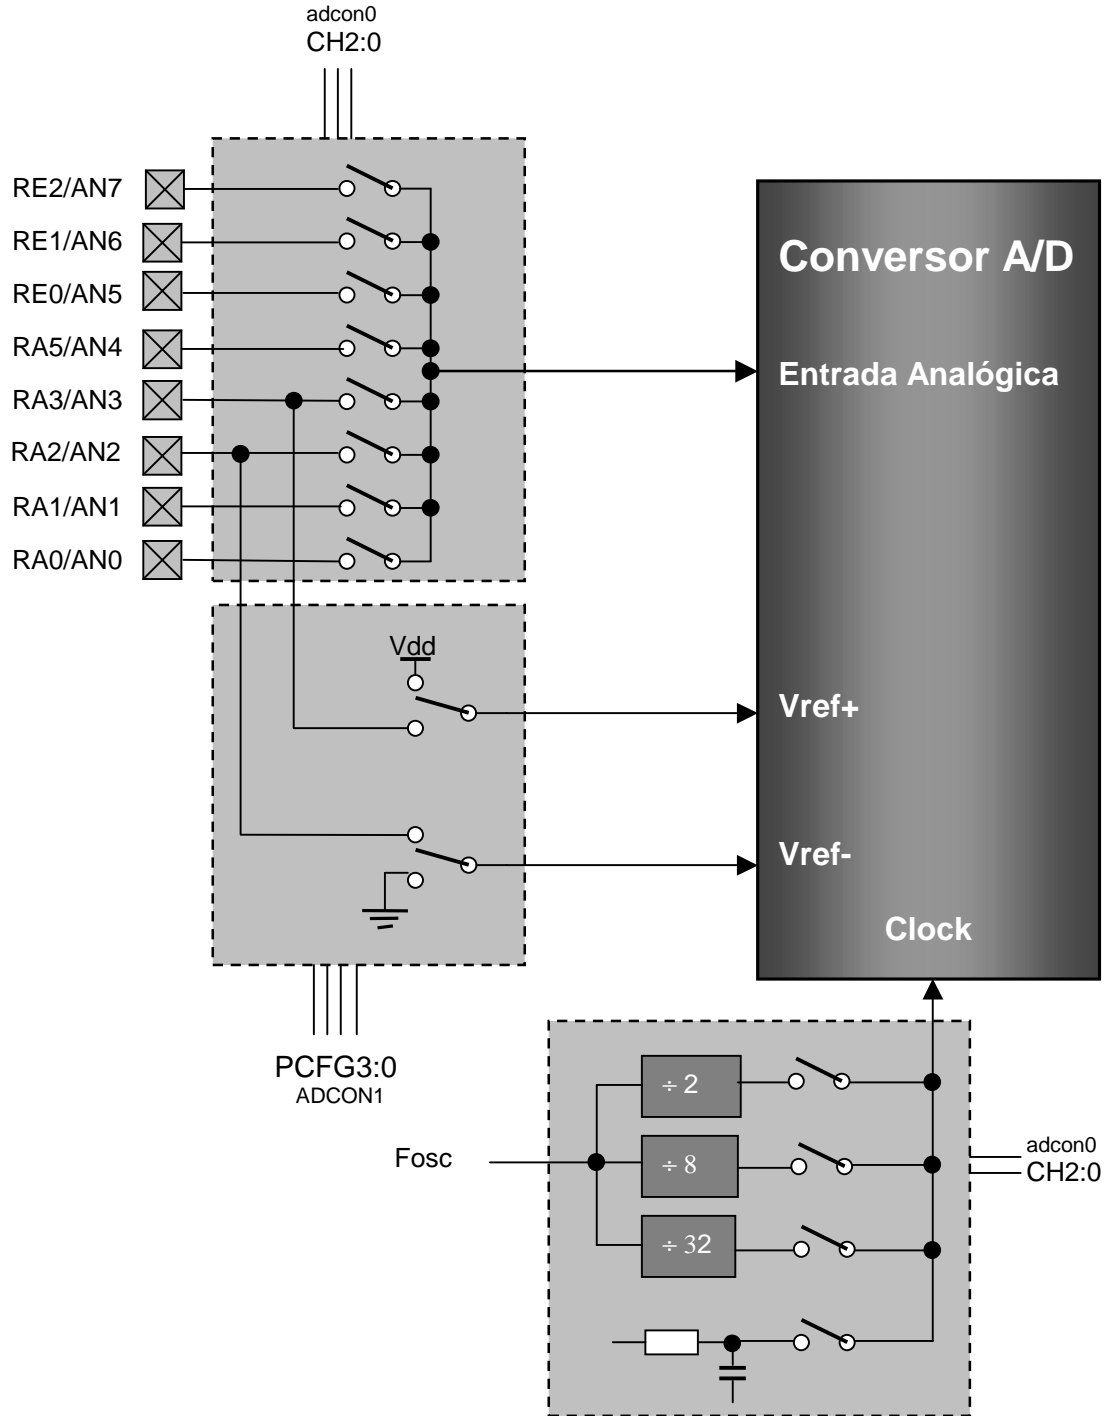 adcon0
CH2:0
RE2/AN7
RE1/AN6
RE0/AN5
RA5/AN4
RA3/AN3
RA2/AN2
RA1/AN1
RA0/AN0
Conversor A/D
Entrada Analógica
Vdd
Vref+
Vref-
Clock
PCFG3:0
ADCON1
Fosc
÷ 2
÷ 8
÷ 32
adcon0
CH2:0